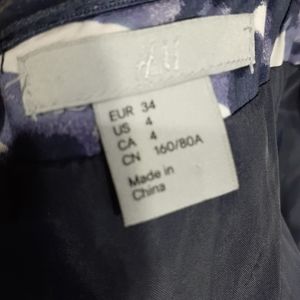 H&M
EUR 34
US 4
CA 4
CN 160/80A
Made in
China